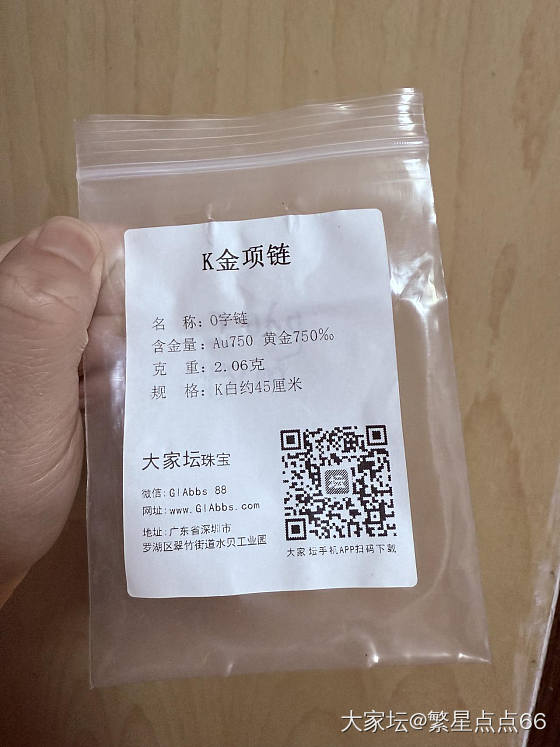 K金项链
名 称：O字链
含金量：Au750 黄金750‰
克 重：2.06克
规 格：K白约45厘米
大家坛珠宝
微信:GlAbbs 88
网址:www.GlAbbs.com
地址:广东省深圳市
罗湖区翠竹街道水贝工业园
大家坛手机APP扫码下载
大家坛@繁星点点66